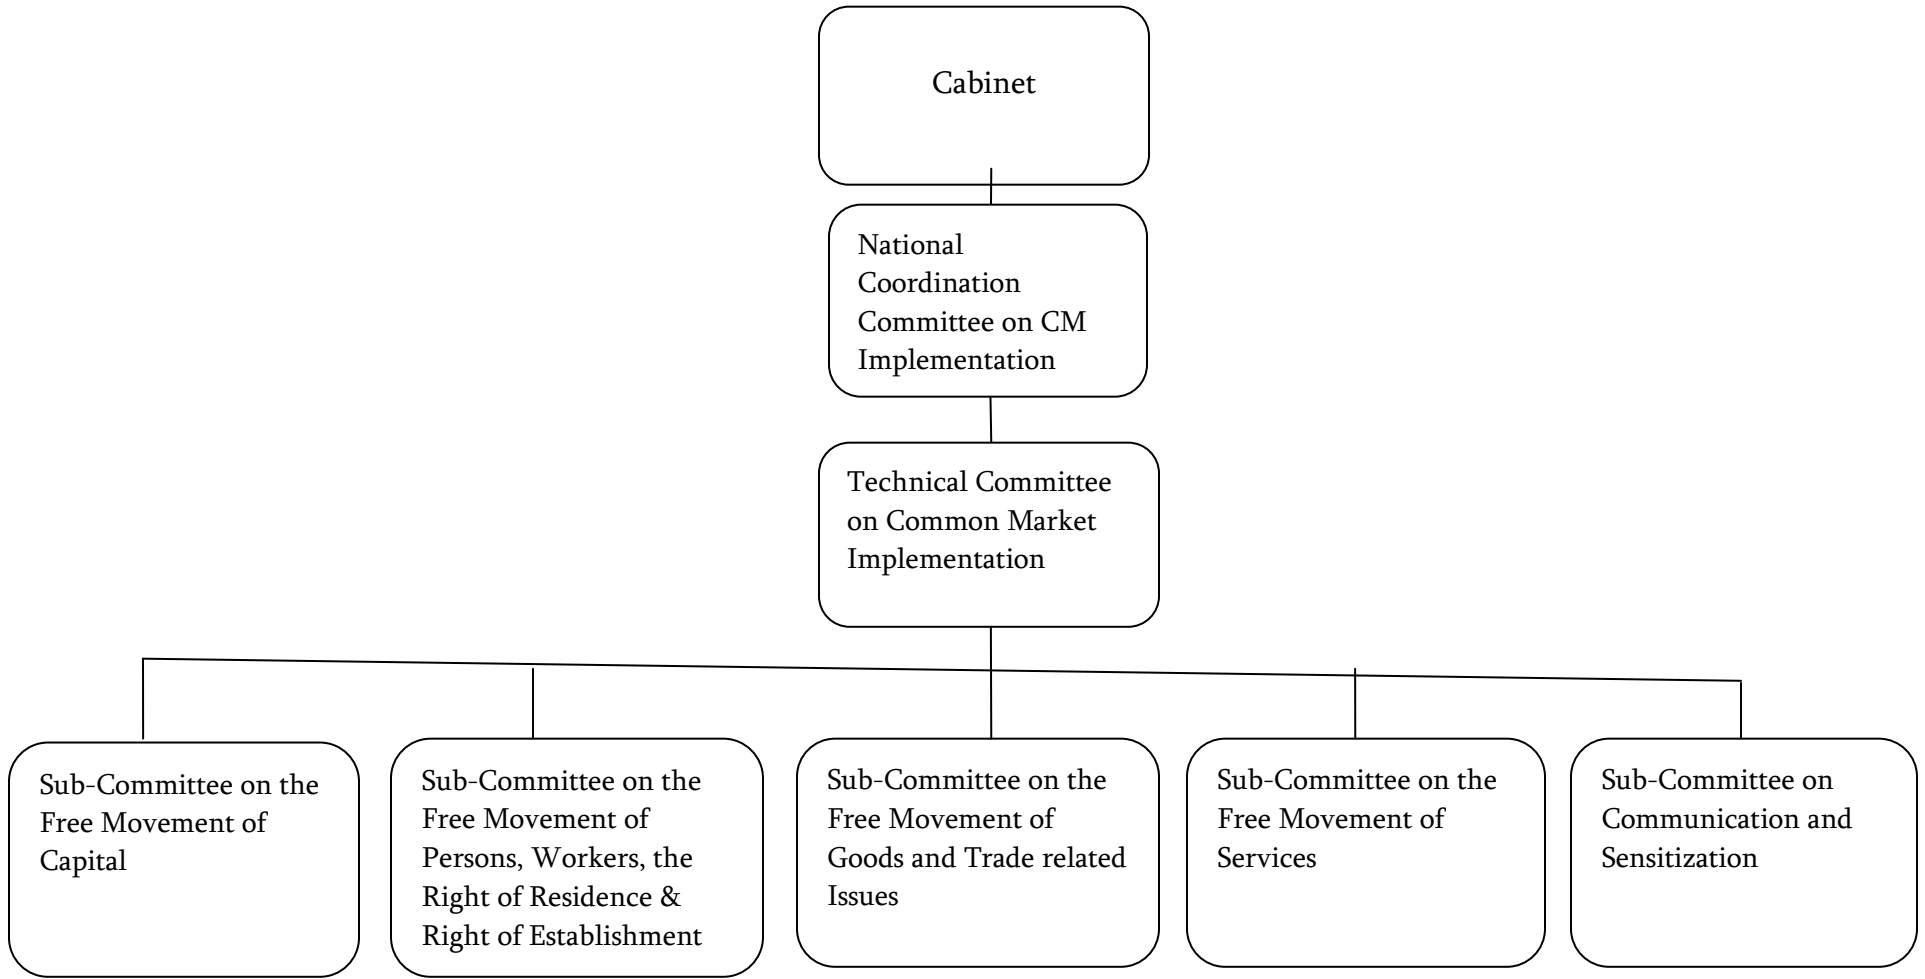 Cabinet
National
Coordination
Committee on CM
Implementation
Technical Committee
on Common Market
Implementation
Sub-Committee on the
Free Movement of
Capital
Sub-Committee on the
Free Movement of
Persons, Workers, the
Right of Residence &
Right of Establishment
Sub-Committee on the
Free Movement of
Goods and Trade related
Issues
Sub-Committee on the
Free Movement of
Services
Sub-Committee on
Communication and
Sensitization